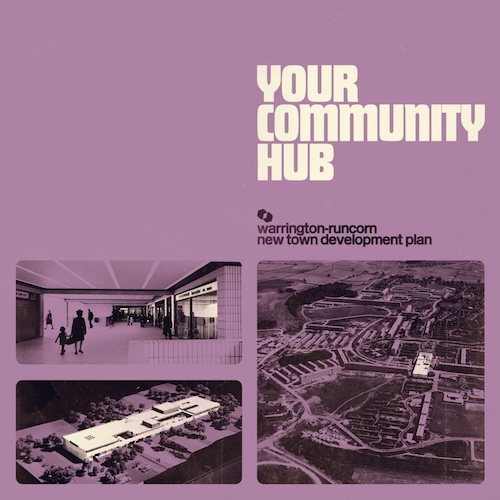 YOUR
COMMUNITY
HUB
warrington-runcorn
new town development plan